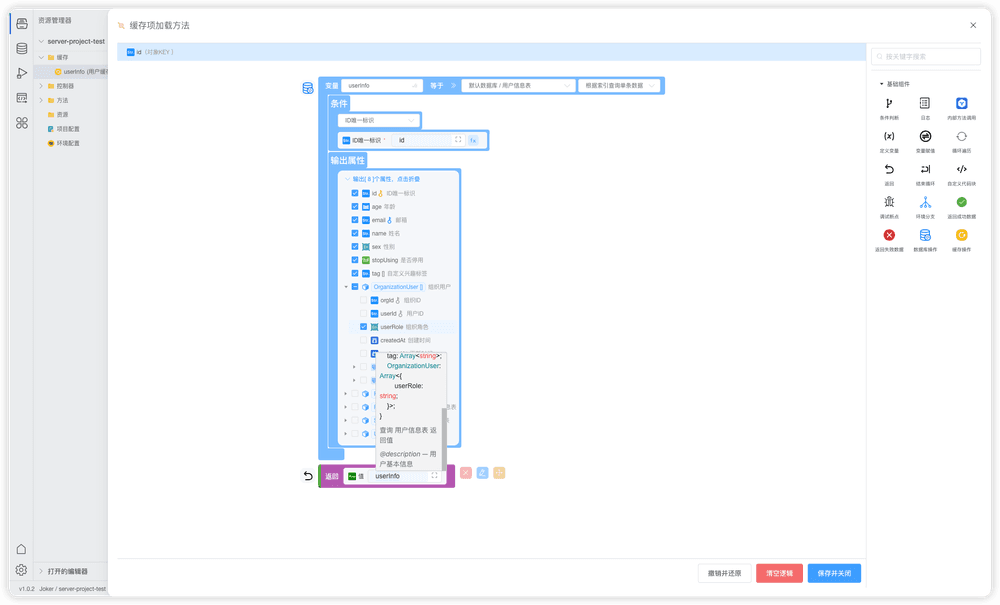 资源管理器
server-project-test
缓存
userInfo (用户缓
控制器
方法
资源
项目配置
环境配置
打开的编辑器
v1.0.2 Joker / server-project-test
缓存项加载方法
id (对象KEY )
变量 userInfo 等于 默认数据库 / 用户信息表 根据索引查询单条数据
条件
ID唯一标识
ID唯一标识 * id
输出属性
输出[ 8 ]个属性，点击折叠
id ID唯一标识
age 年龄
email 邮箱
name 姓名
sex 性别
stopUsing 是否停用
tag [] 自定义兴趣标签
OrganizationUser [] 组织用户
orgId 组织ID
userId 用户ID
userRole 组织角色
createdAt 创建时间
tag: Array<string>;
OrganizationUser:
Array<{
userRole:
string;
}>;
}
查询 用户信息表 返
回值
@description — 用
户基本信息
息表
返回 值 userInfo
按关键字搜索
基础组件
条件判断 日志 内部方法调用
定义变量 变量赋值 循环遍历
返回 结束循环 自定义代码块
调试断点 环境分支 返回成功数据
返回失败数据 数据库操作 缓存操作
撤销并还原 清空逻辑 保存并关闭